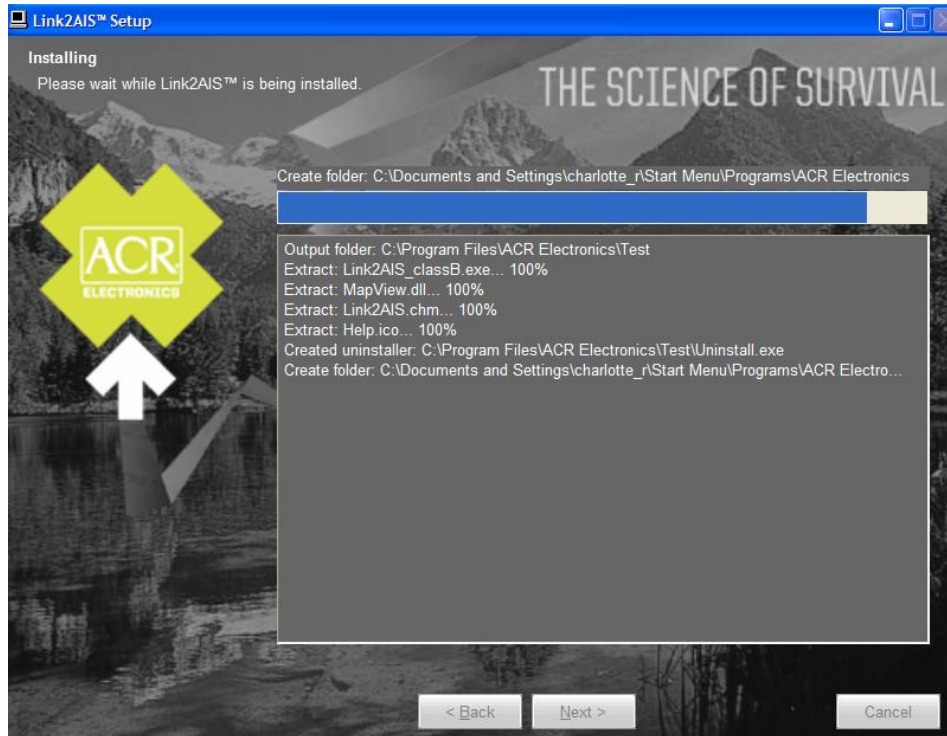 Link2AIS™ Setup
Installing
Please wait while Link2AIS™ is being installed.
THE SCIENCE OF SURVIVAL
Create folder: C:\Documents and Settings\charlotte_r\Start Menu\Programs\ACR Electronics
ACR
ELECTRONICS
Output folder: C:\Program Files\ACR Electronics\Test
Extract: Link2AIS_classB.exe... 100%
Extract: MapView.dll... 100%
Extract: Link2AIS.chm... 100%
Extract: Help.ico... 100%
Created uninstaller: C:\Program Files\ACR Electronics\Test\Uninstall.exe
Create folder: C:\Documents and Settings\charlotte_r\Start Menu\Programs\ACR Electro...
< Back
Next >
Cancel